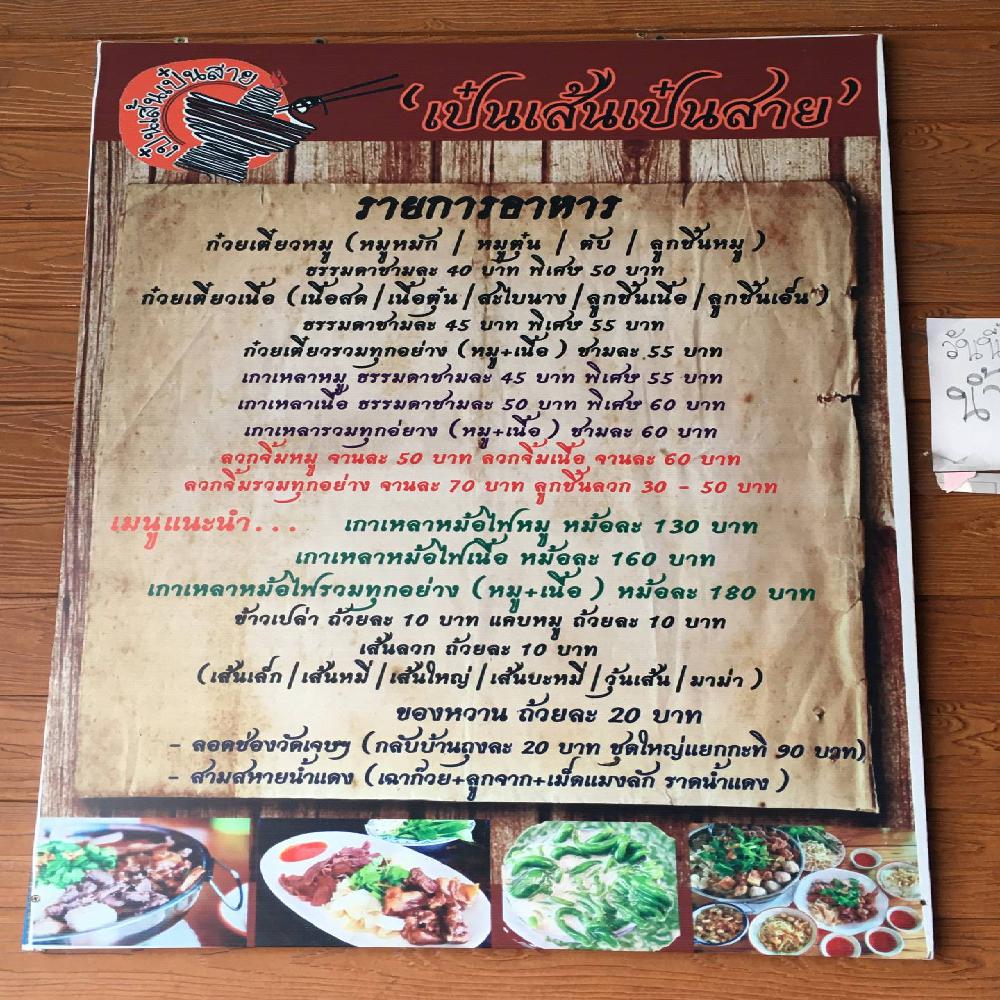 เป๋นเส้นเป๋นสาย
'เป๋นเส้นเป๋นสาย'
รายการอาหาร
ก๋วยเตี๋ยวหมู (หมูหมัก / หมูตุ๋น / ตับ / ลูกชิ้นหมู )
ธรรมดาชามละ 40 บาท พิเศษ 50 บาท
ก๋วยเตี๋ยวเนื้อ (เนื้อสด / เนื้อตุ๋น / สะไบนาง / ลูกชิ้นเนื้อ / ลูกชิ้นเอ็น )
ธรรมดาชามละ 45 บาท พิเศษ 55 บาท
ก๋วยเตี๋ยวรวมทุกอย่าง (หมู+เนื้อ ) ชามละ 55 บาท
เกาเหลาหมู ธรรมดาชามละ 45 บาท พิเศษ 55 บาท
เกาเหลาเนื้อ ธรรมดาชามละ 50 บาท พิเศษ 60 บาท
เกาเหลารวมทุกอ่ยาง (หมู+เนื้อ ) ชามละ 60 บาท
ลวกจิ้มหมู จานละ 50 บาท ลวกจิ้มเนื้อ จานละ 60 บาท
ลวกจิ้มรวมทุกอย่าง จานละ 70 บาท ลูกชิ้นลวก 30 - 50 บาท
เมนูแนะนำ... เกาเหลาหม้อไฟหมู หม้อละ 130 บาท
เกาเหลาหม้อไฟเนื้อ หม้อละ 160 บาท
เกาเหลาหม้อไฟรวมทุกอย่าง (หมู+เนื้อ ) หม้อละ 180 บาท
ข้าวเปล่า ถ้วยละ 10 บาท แคบหมู ถ้วยละ 10 บาท
เส้นลวก ถ้วยละ 10 บาท
(เส้นเล็ก / เส้นหมี่ / เส้นใหญ่ / เส้นบะหมี่ / วุ้นเส้น / มาม่า )
ของหวาน ถ้วยละ 20 บาท
- ลอดช่องวัดเจษฯ (กลับบ้านถุงละ 20 บาท ชุดใหญ่แยกกะทิ 90 บาท)
- สามสหายน้ำแดง (เฉาก๊วย+ลูกจาก+เม็ดแมงลัก ราดน้ำแดง )
วันนี้